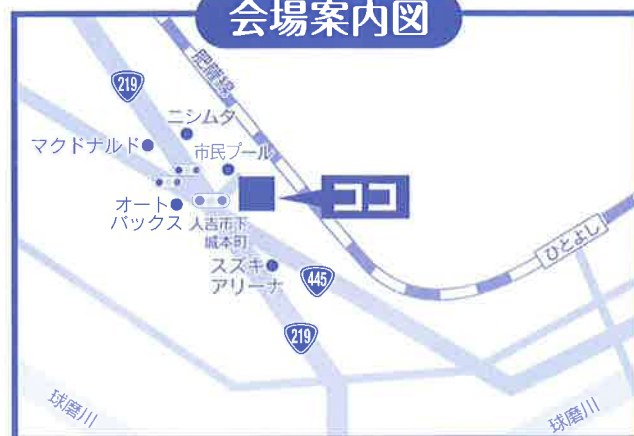 会場案内図
肥薩線
219
ニシムタ
マクドナルド
市民プール
オート
バックス
人吉市下
城本町
ココ
スズキ
アリーナ
ひとよし
445
219
球磨川
球磨川